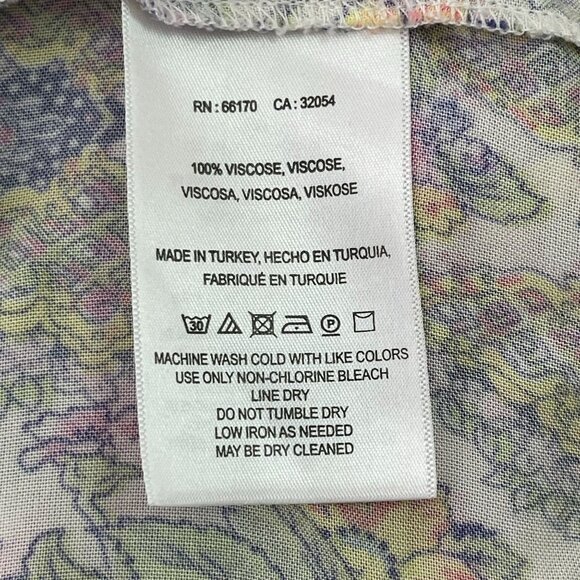 RN : 66170 CA : 32054
100% VISCOSE, VISCOSE,
VISCOSA, VISCOSA, VISKOSE
MADE IN TURKEY, HECHO EN TURQUIA,
FABRIQUÉ EN TURQUIE
30 P
MACHINE WASH COLD WITH LIKE COLORS
USE ONLY NON-CHLORINE BLEACH
LINE DRY
DO NOT TUMBLE DRY
LOW IRON AS NEEDED
MAY BE DRY CLEANED